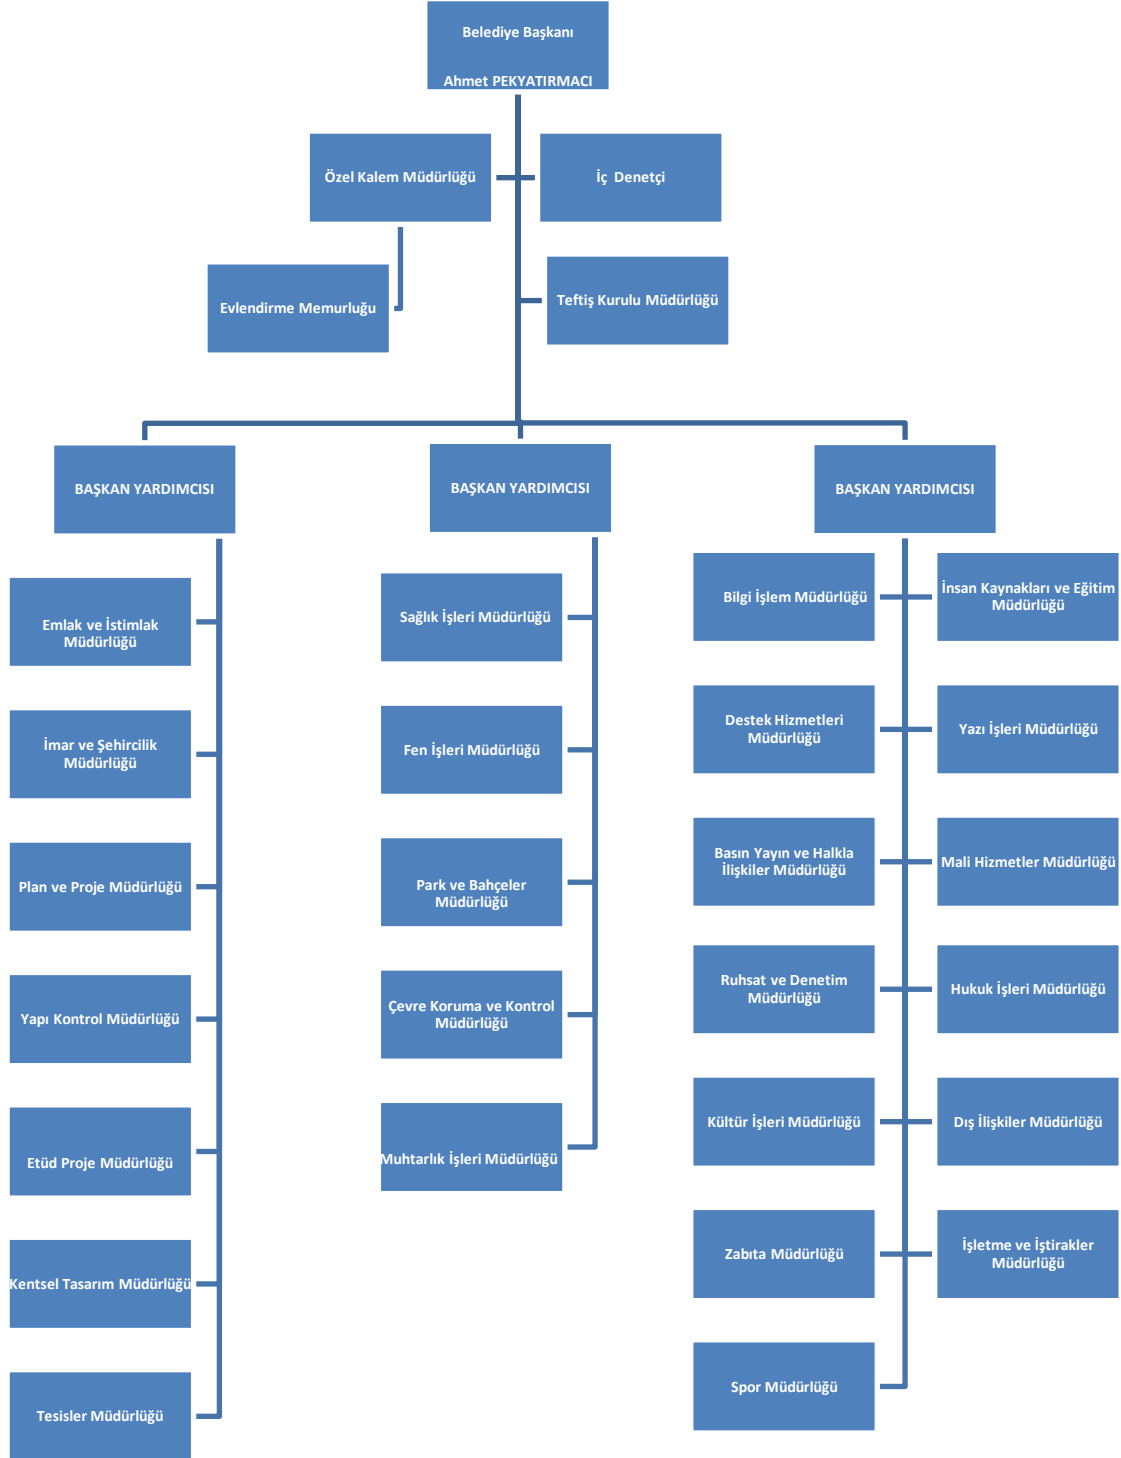 Belediye Başkanı
Ahmet PEKYATIRMACI
Özel Kalem Müdürlüğü
İç Denetçi
Evlendirme Memurluğu
Teftiş Kurulu Müdürlüğü
BAŞKAN YARDIMCISI
BAŞKAN YARDIMCISI
BAŞKAN YARDIMCISI
Emlak ve İstimlak
Müdürlüğü
İmar ve Şehircilik
Müdürlüğü
Plan ve Proje Müdürlüğü
Yapı Kontrol Müdürlüğü
Etüd Proje Müdürlüğü
Kentsel Tasarım Müdürlüğü
Tesisler Müdürlüğü
Sağlık İşleri Müdürlüğü
Fen İşleri Müdürlüğü
Park ve Bahçeler
Müdürlüğü
Çevre Koruma ve Kontrol
Müdürlüğü
Muhtarlık İşleri Müdürlüğü
Bilgi İşlem Müdürlüğü
İnsan Kaynakları ve Eğitim
Müdürlüğü
Destek Hizmetleri
Müdürlüğü
Yazı İşleri Müdürlüğü
Basın Yayın ve Halkla
İlişkiler Müdürlüğü
Mali Hizmetler Müdürlüğü
Ruhsat ve Denetim
Müdürlüğü
Hukuk İşleri Müdürlüğü
Kültür İşleri Müdürlüğü
Dış İlişkiler Müdürlüğü
Zabıta Müdürlüğü
İşletme ve İştirakler
Müdürlüğü
Spor Müdürlüğü